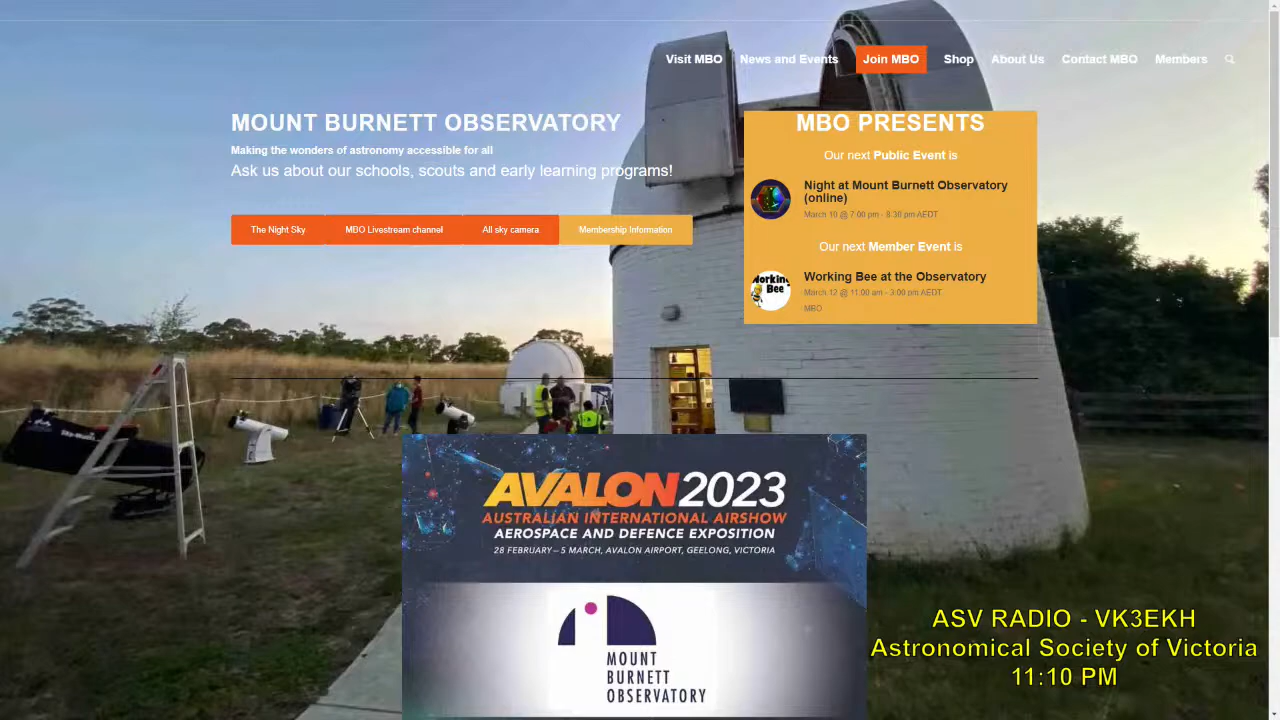 Visit MBO
News and Events
Join MBO
Shop
About Us
Contact MBO
Members
MOUNT BURNETT OBSERVATORY
Making the wonders of astronomy accessible for all
Ask us about our schools, scouts and early learning programs!
The Night Sky
MBO Livestream channel
All sky camera
Membership Information
MBO PRESENTS
Our next Public Event is
Night at Mount Burnett Observatory
(online)
March 10 @ 7:00 pm - 8:30 pm AEDT
Our next Member Event is
Working
Bee
Working Bee at the Observatory
March 12 @ 11:00 am - 3:00 pm AEDT
MBO
AVALON 2023
AUSTRALIAN INTERNATIONAL AIRSHOW
AEROSPACE AND DEFENCE EXPOSITION
28 FEBRUARY – 5 MARCH, AVALON AIRPORT, GEELONG, VICTORIA
MOUNT
BURNETT
OBSERVATORY
ASV RADIO - VK3EKH
Astronomical Society of Victoria
11:10 PM